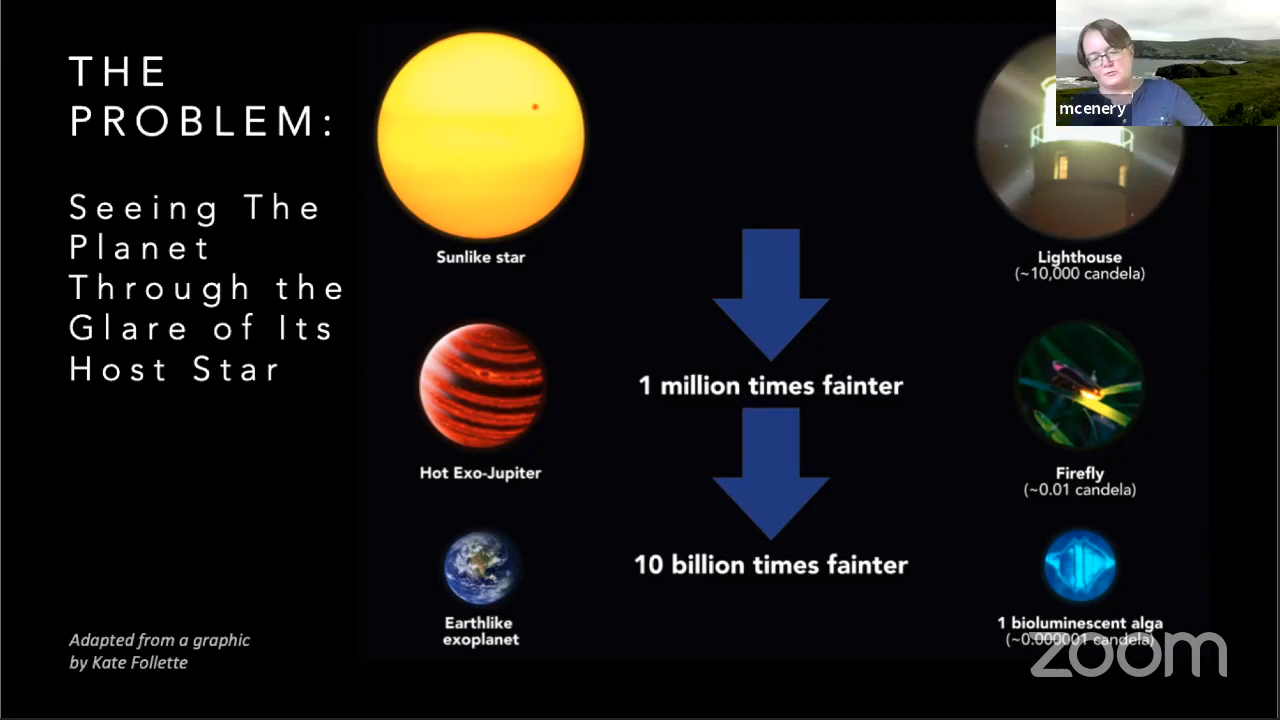 THE
PROBLEM:
Seeing The
Planet
Through the
Glare of Its
Host Star
Sunlike star
mcenery
Lighthouse
(~10,000 candela)
1 million times fainter
Hot Exo-Jupiter
Firefly
(~0.01 candela)
10 billion times fainter
Earthlike
exoplanet
1 bioluminescent alga
(~0.000001 candela)
Adapted from a graphic
by Kate Follette
zoom